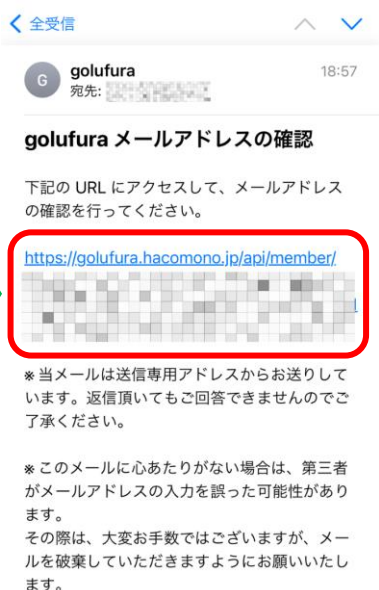 全受信
golufura
18:57
G
宛先:
golufura メールアドレスの確認
下記の URL にアクセスして、メールアドレス
の確認を行ってください。
https://golufura.hacomono.jp/api/member/
※ 当メールは送信専用アドレスからお送りして
います。返信頂いてもご回答できませんのでご
了承ください。
※ このメールに心あたりがない場合は、第三者
がメールアドレスの入力を誤った可能性があり
ます。
その際は、大変お手数ではございますが、メー
ルを破棄していただきますようにお願いいたし
ます。